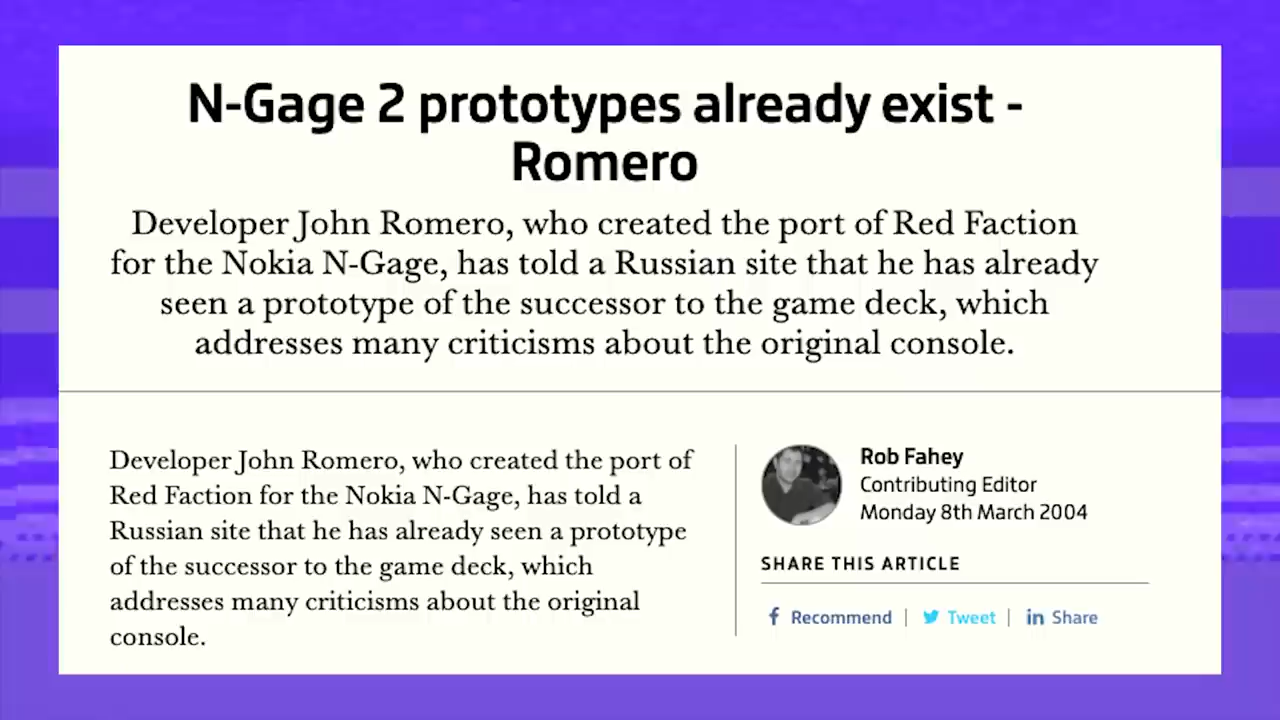 N-Gage 2 prototypes already exist -
Romero
Developer John Romero, who created the port of Red Faction
for the Nokia N-Gage, has told a Russian site that he has already
seen a prototype of the successor to the game deck, which
addresses many criticisms about the original console.
Developer John Romero, who created the port of
Red Faction for the Nokia N-Gage, has told a
Russian site that he has already seen a prototype
of the successor to the game deck, which
addresses many criticisms about the original
console.
Rob Fahey
Contributing Editor
Monday 8th March 2004
SHARE THIS ARTICLE
Recommend | Tweet | Share